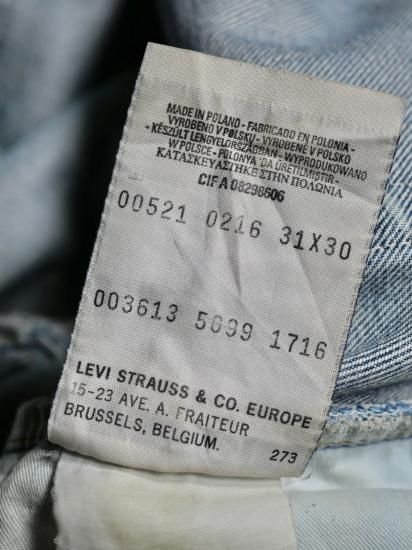 MADE IN POLAND - FABRICADO EN POLONIA -
VYROBENO V POLSKU - VYROBENÉ V POLSKO
- KÉSZÜLT LENGYELORSZÁGBAN - WYPRODUKOWANO
W POLSCE - POLONYA'DA ÜRETILMISTIR -
ΚΑΤΑΣΚΕΥΑΣΤΗΚΕ ΣΤΗΝ ΠΟΛΩΝΙΑ
CIF A 08298606
00521 0216 31X30
003613 5099 1716
LEVI STRAUSS & CO. EUROPE
15-23 AVE. A. FRAITEUR
BRUSSELS, BELGIUM.
273